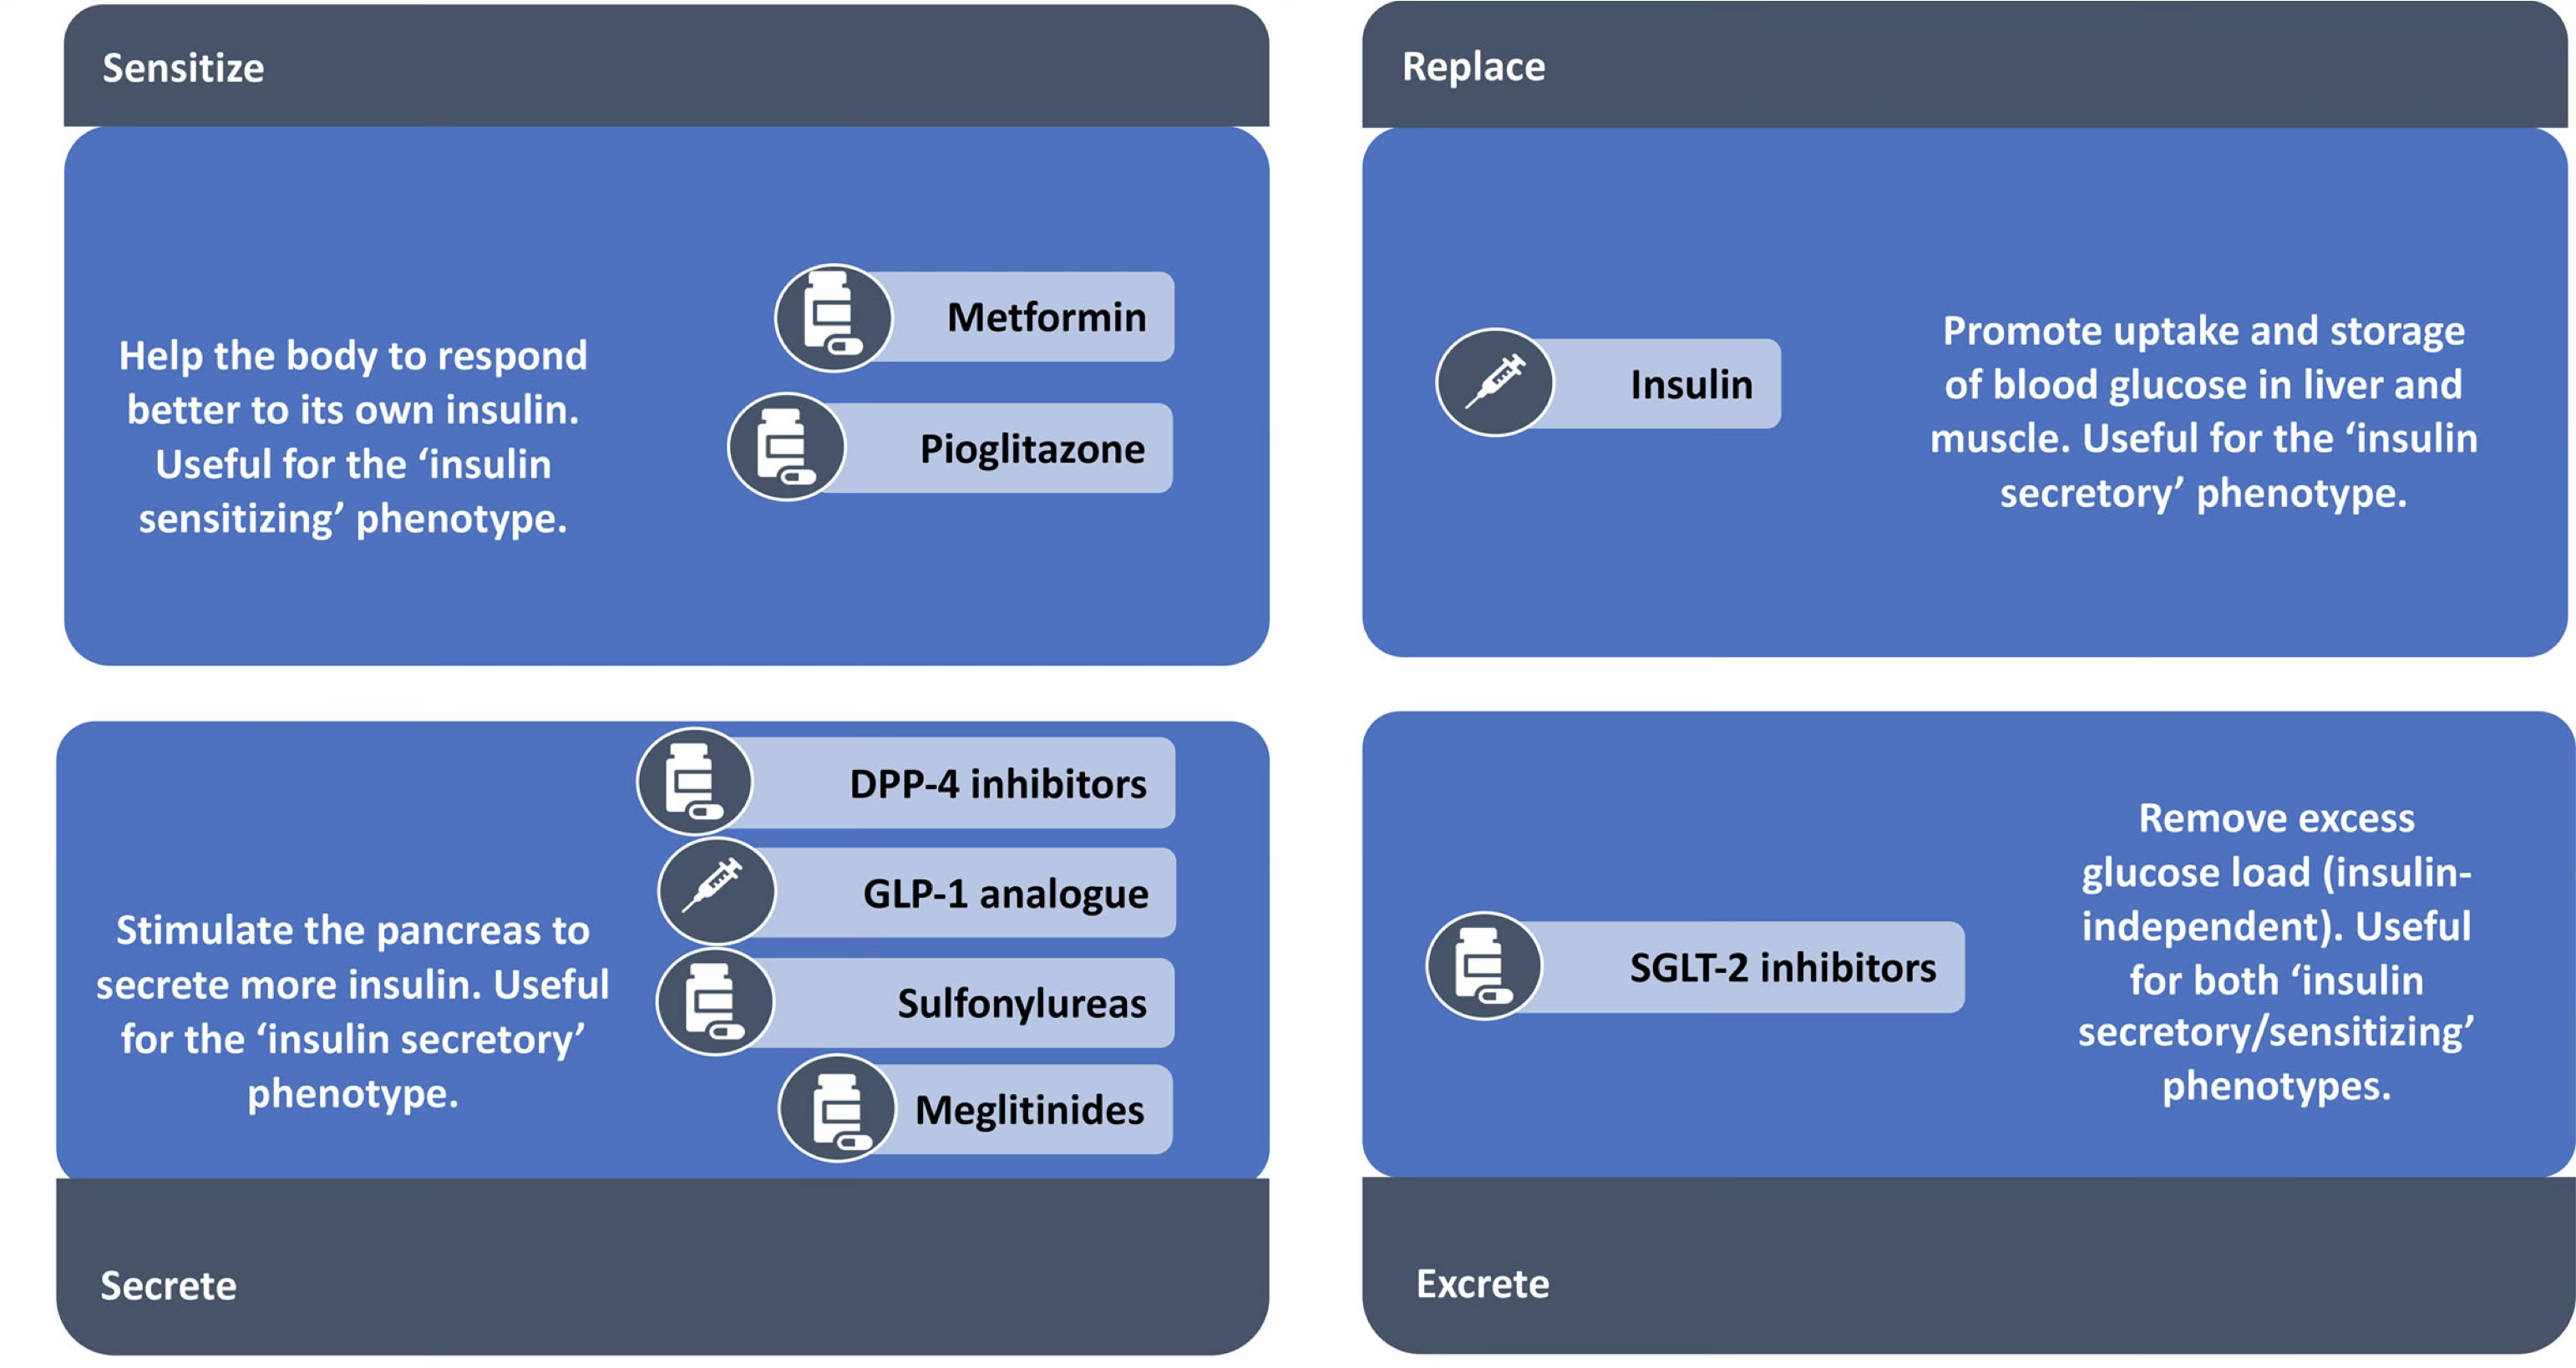 Sensitize
Help the body to respond
better to its own insulin.
Useful for the ‘insulin
sensitizing’ phenotype.
Metformin
Pioglitazone
Replace
Insulin
Promote uptake and storage
of blood glucose in liver and
muscle. Useful for the ‘insulin
secretory’ phenotype.
Stimulate the pancreas to
secrete more insulin. Useful
for the ‘insulin secretory’
phenotype.
DPP-4 inhibitors
GLP-1 analogue
Sulfonylureas
Meglitinides
Secrete
SGLT-2 inhibitors
Remove excess
glucose load (insulin-
independent). Useful
for both ‘insulin
secretory/sensitizing’
phenotypes.
Excrete